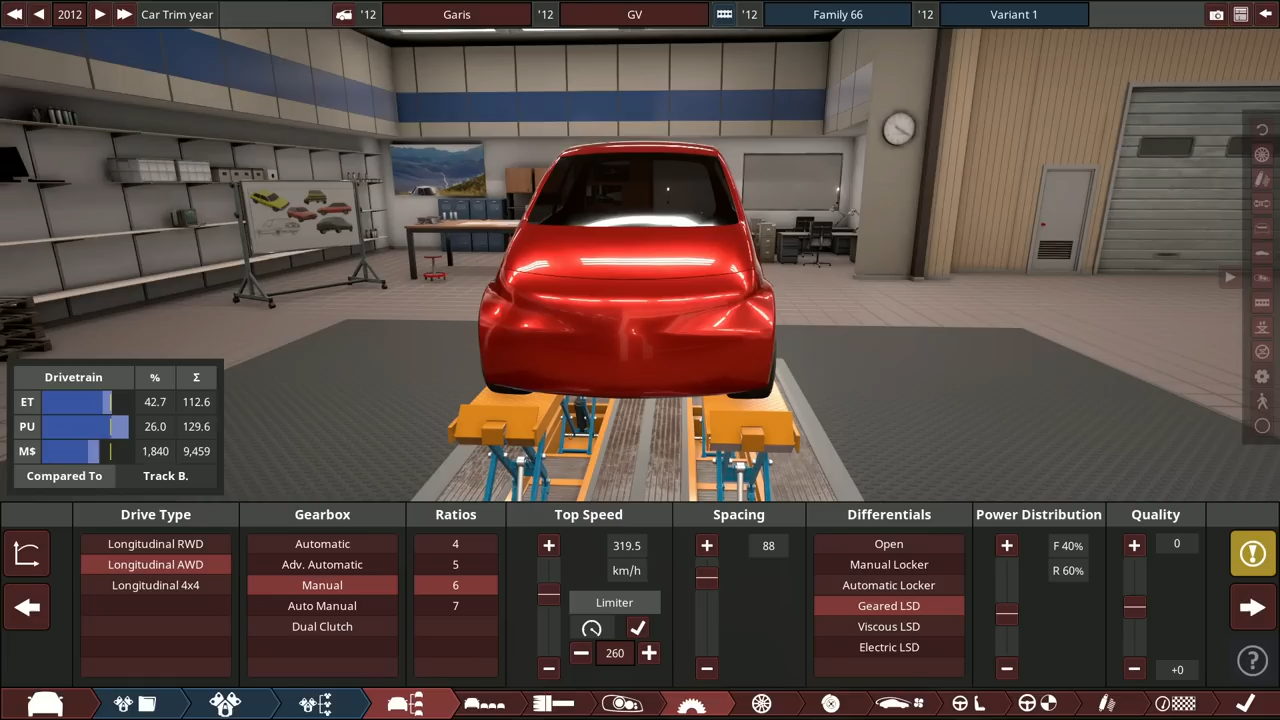 2012 Car Trim year '12 Garis '12 GV '12 Family 66 '12 Variant 1
Drivetrain % Σ
ET 42.7 112.6
PU 26.0 129.6
M$ 1,840 9,459
Compared To Track B.
Drive Type
Longitudinal RWD
Longitudinal AWD
Longitudinal 4x4
Gearbox
Automatic
Adv. Automatic
Manual
Auto Manual
Dual Clutch
Ratios
4
5
6
7
Top Speed
319.5
km/h
Limiter
260
Spacing
88
Differentials
Open
Manual Locker
Automatic Locker
Geared LSD
Viscous LSD
Electric LSD
Power Distribution
F 40%
R 60%
Quality
0
+0